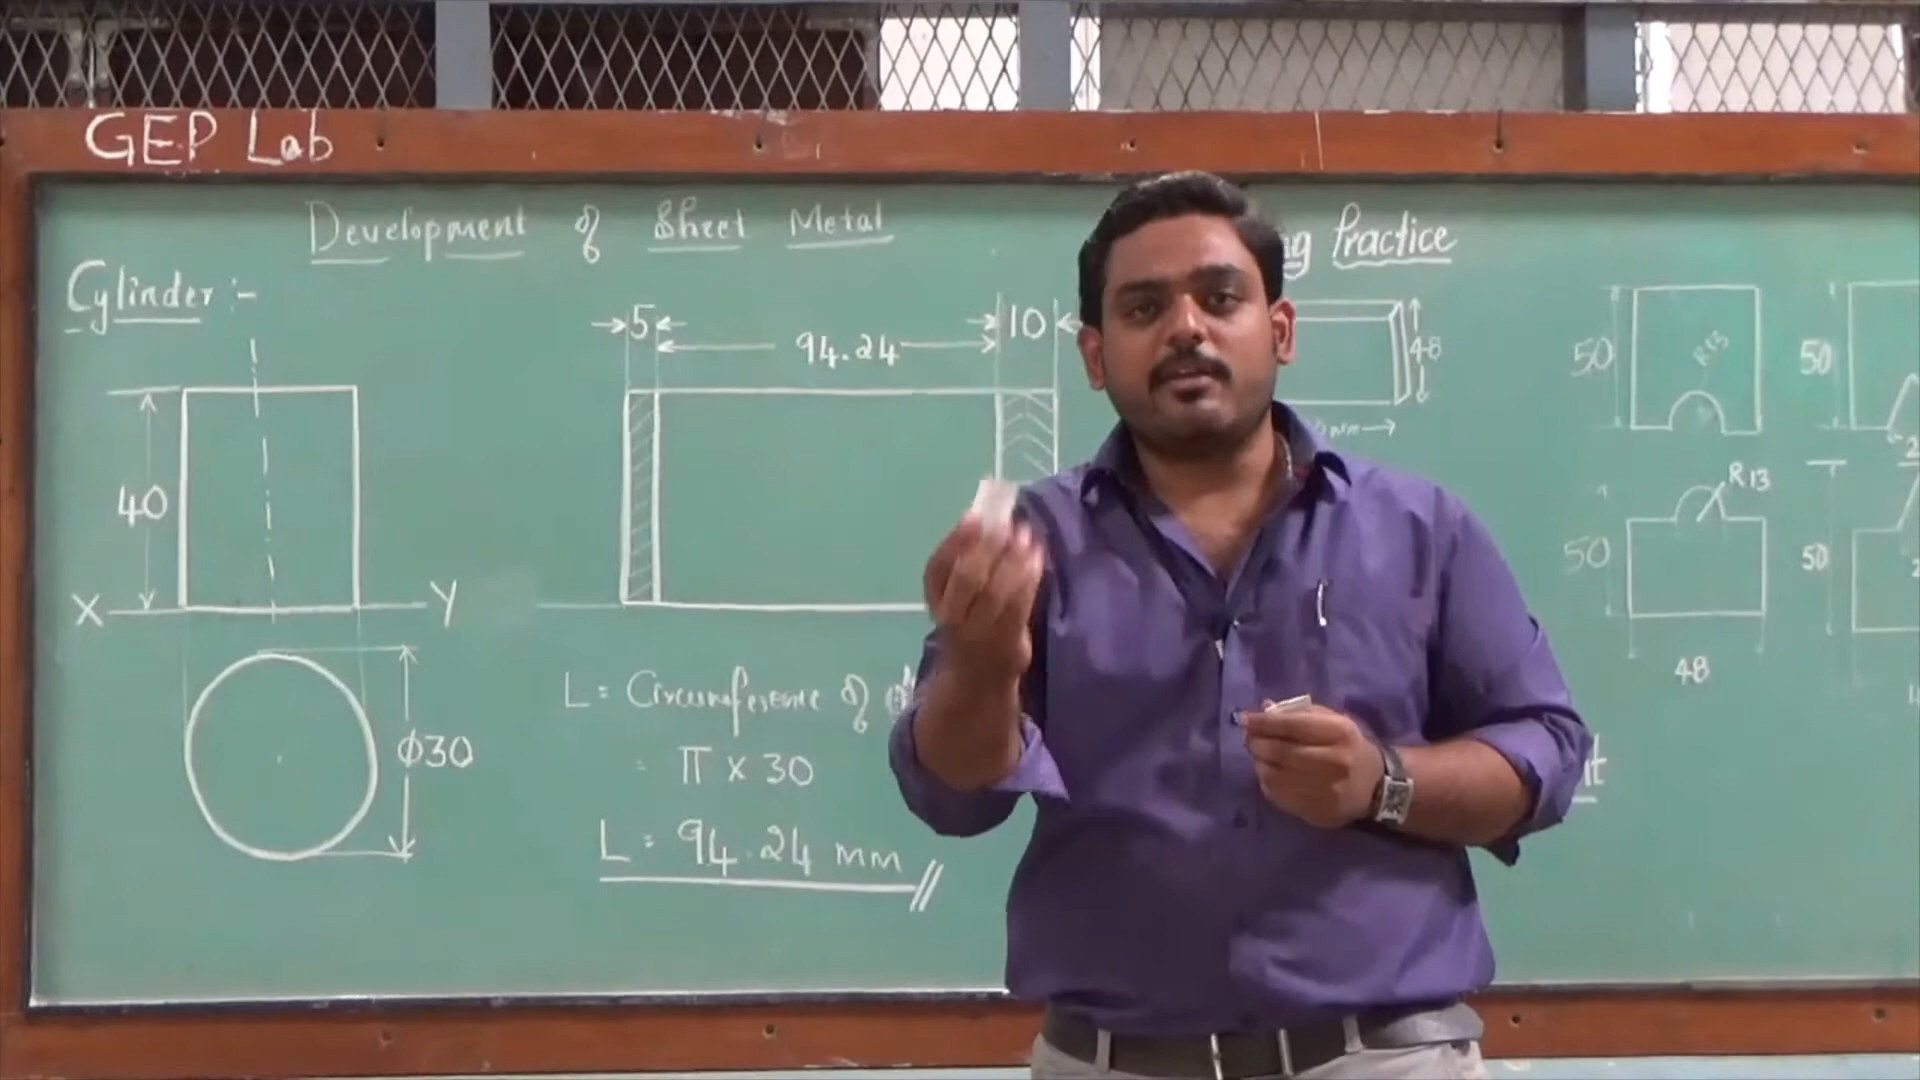 GEP Lab
Development of Sheet Metal
Practice
Cylinder :-
5
94.24
10
48
50
R13
50
40
X
Y
R13
50
50
48
Φ30
L = Circumference of
= π x 30
L = 94.24 mm